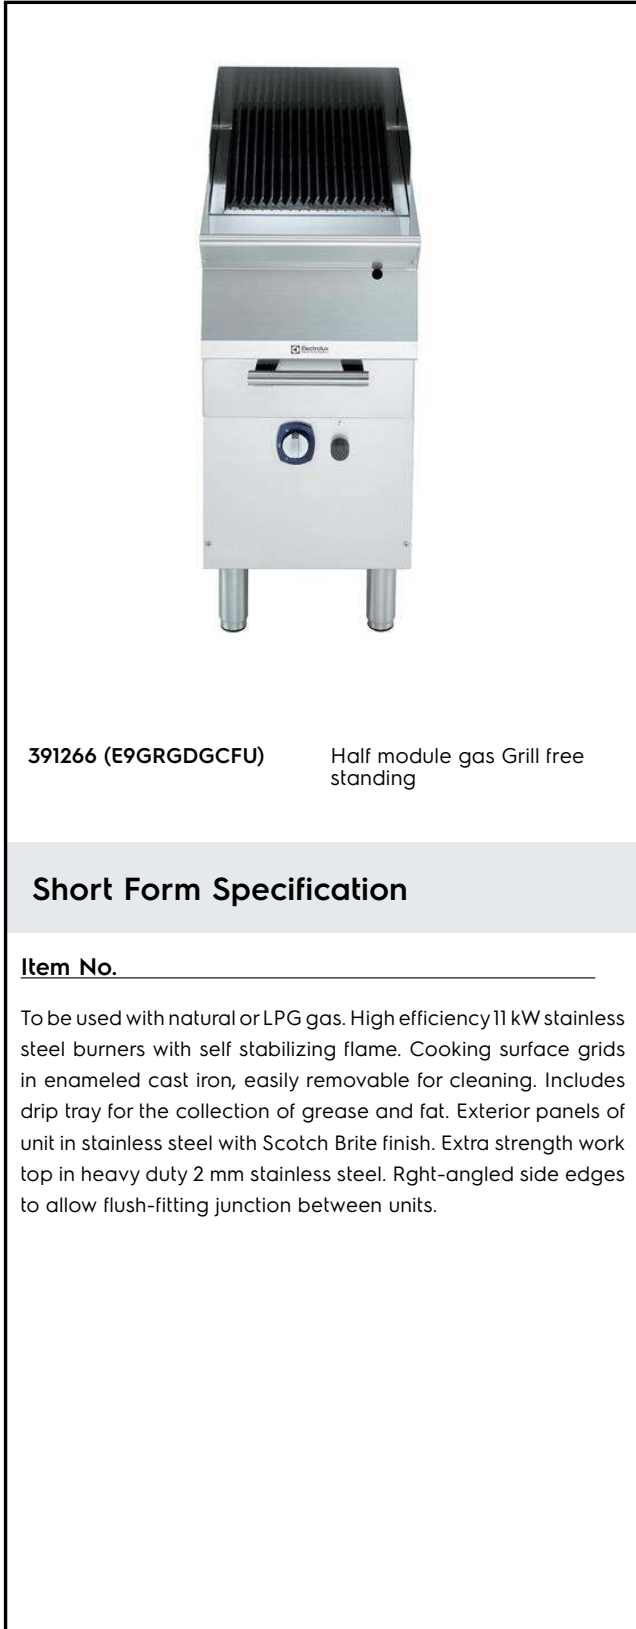 Electrolux
391266 (E9GRGDGCFU)
Half module gas Grill free
standing
Short Form Specification
Item No.
To be used with natural or LPG gas. High efficiency 11 kW stainless
steel burners with self stabilizing flame. Cooking surface grids
in enameled cast iron, easily removable for cleaning. Includes
drip tray for the collection of grease and fat. Exterior panels of
unit in stainless steel with Scotch Brite finish. Extra strength work
top in heavy duty 2 mm stainless steel. Rght-angled side edges
to allow flush-fitting junction between units.